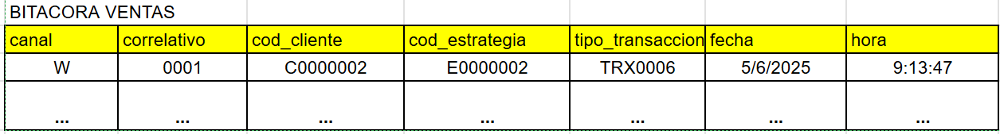 BITACORA VENTAS
canal correlativo cod_cliente cod_estrategia tipo_transaccion fecha hora
W 0001 C0000002 E0000002 TRX0006 5/6/2025 9:13:47
... ... ... ... ... ... ...